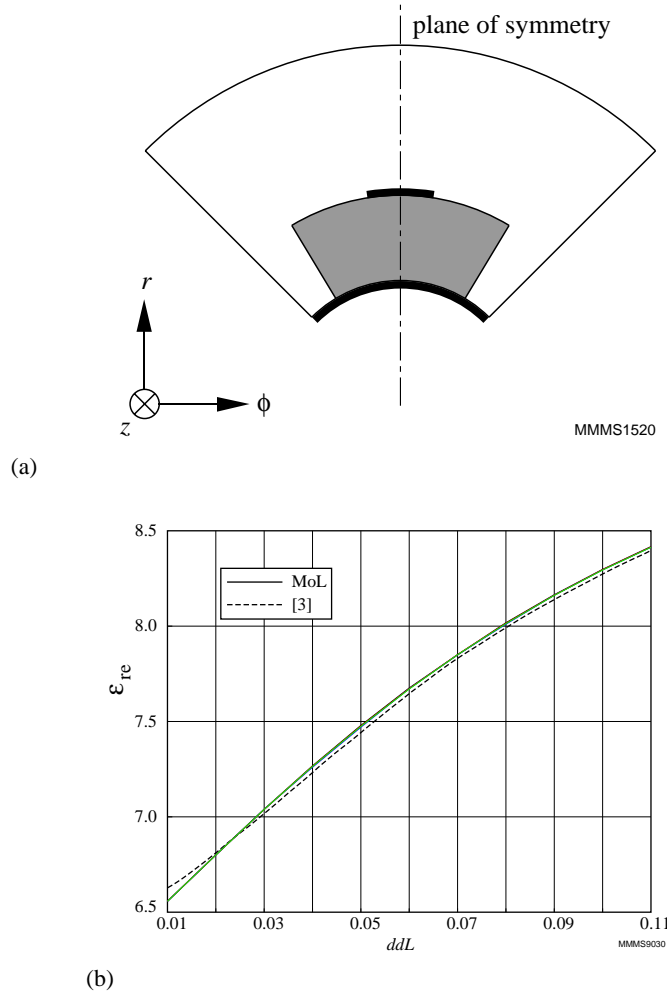 plane of symmetry
r
z
ϕ
MMMS1520
(a)
8.5
8.0
7.5
7.0
6.5
ε re
MoL
[3]
0.01 0.03 0.05 0.07 0.09 0.11
ddL
MMMS9030
(b)